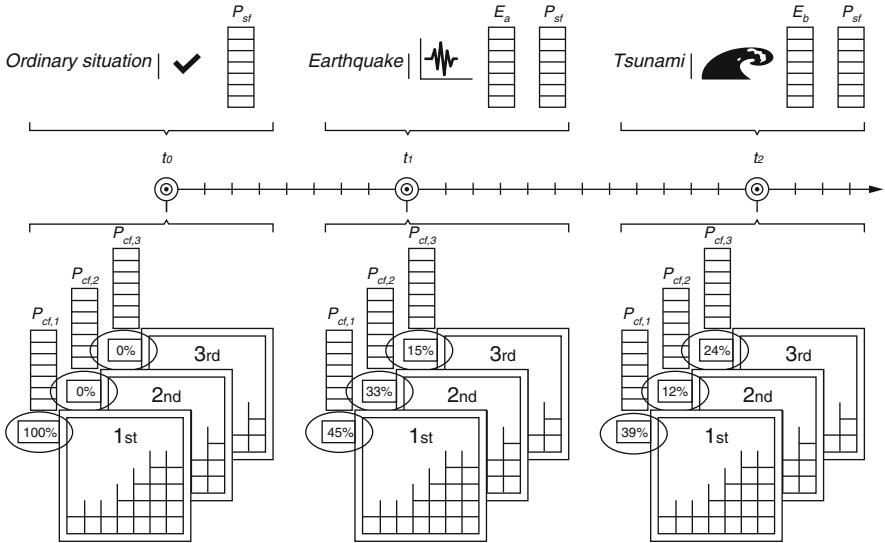 P_sf E_a P_sf E_b P_sf
Ordinary situation Earthquake Tsunami
t0 t1 t2
P_cf,3 P_cf,3 P_cf,3
P_cf,2 P_cf,2 P_cf,2
P_cf,1 P_cf,1 P_cf,1
0% 3rd 15% 3rd 24% 3rd
0% 2nd 33% 2nd 12% 2nd
100% 1st 45% 1st 39% 1st